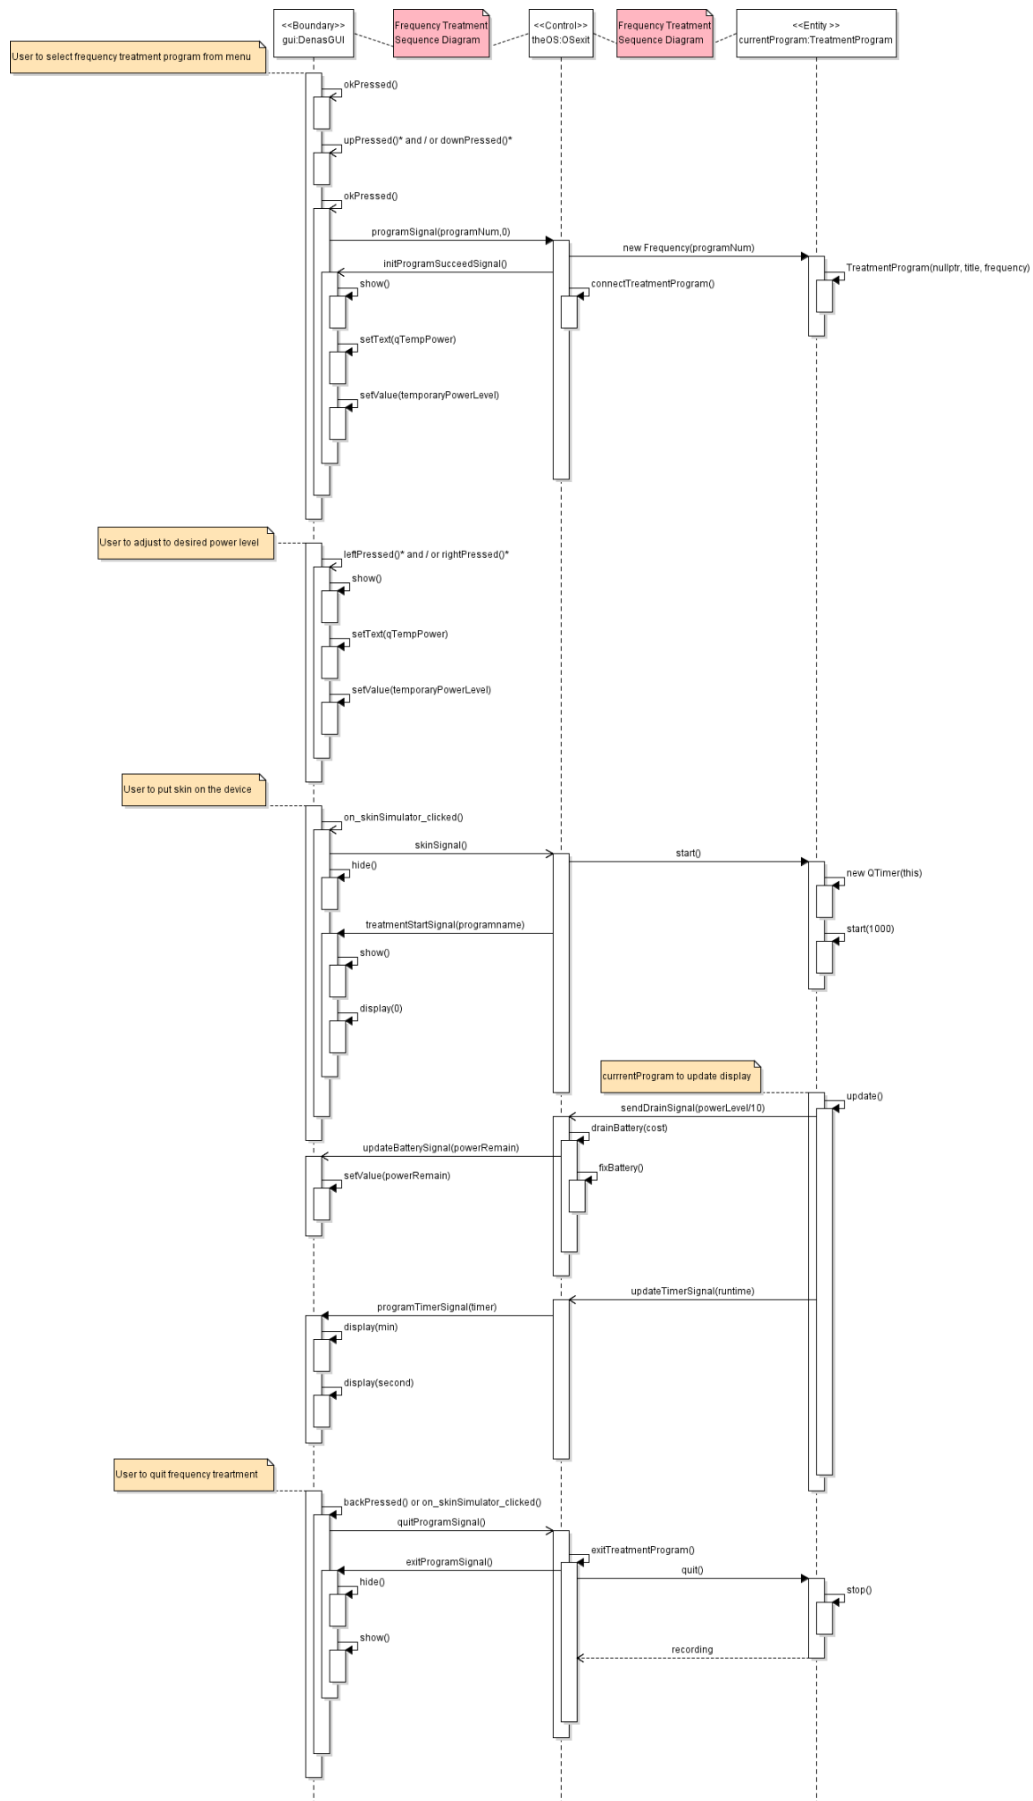 <<Boundary>>
gui:DenasGUI
Frequency Treatment
Sequence Diagram
<<Control>>
theOS:OSexit
Frequency Treatment
Sequence Diagram
<<Entity >>
currentProgram:TreatmentProgram
User to select frequency treatment program from menu
okPressed()
upPressed()* and / or downPressed()*
okPressed()
programSignal(programNum,0)
new Frequency(programNum)
initProgramSucceedSignal()
TreatmentProgram(nullptr, title, frequency)
show()
connectTreatmentProgram()
setText(qTempPower)
setValue(temporaryPowerLevel)
User to adjust to desired power level
leftPressed()* and / or rightPressed()*
show()
setText(qTempPower)
setValue(temporaryPowerLevel)
User to put skin on the device
on_skinSimulator_clicked()
skinSignal()
start()
hide()
new QTimer(this)
treatmentStartSignal(programname)
start(1000)
show()
display(0)
currrentProgram to update display
update()
sendDrainSignal(powerLevel/10)
drainBattery(cost)
updateBatterySignal(powerRemain)
fixBattery()
setValue(powerRemain)
updateTimerSignal(runtime)
programTimerSignal(timer)
display(min)
display(second)
User to quit frequency treartment
backPressed() or on_skinSimulator_clicked()
quitProgramSignal()
exitTreatmentProgram()
exitProgramSignal()
quit()
hide()
stop()
show()
recording